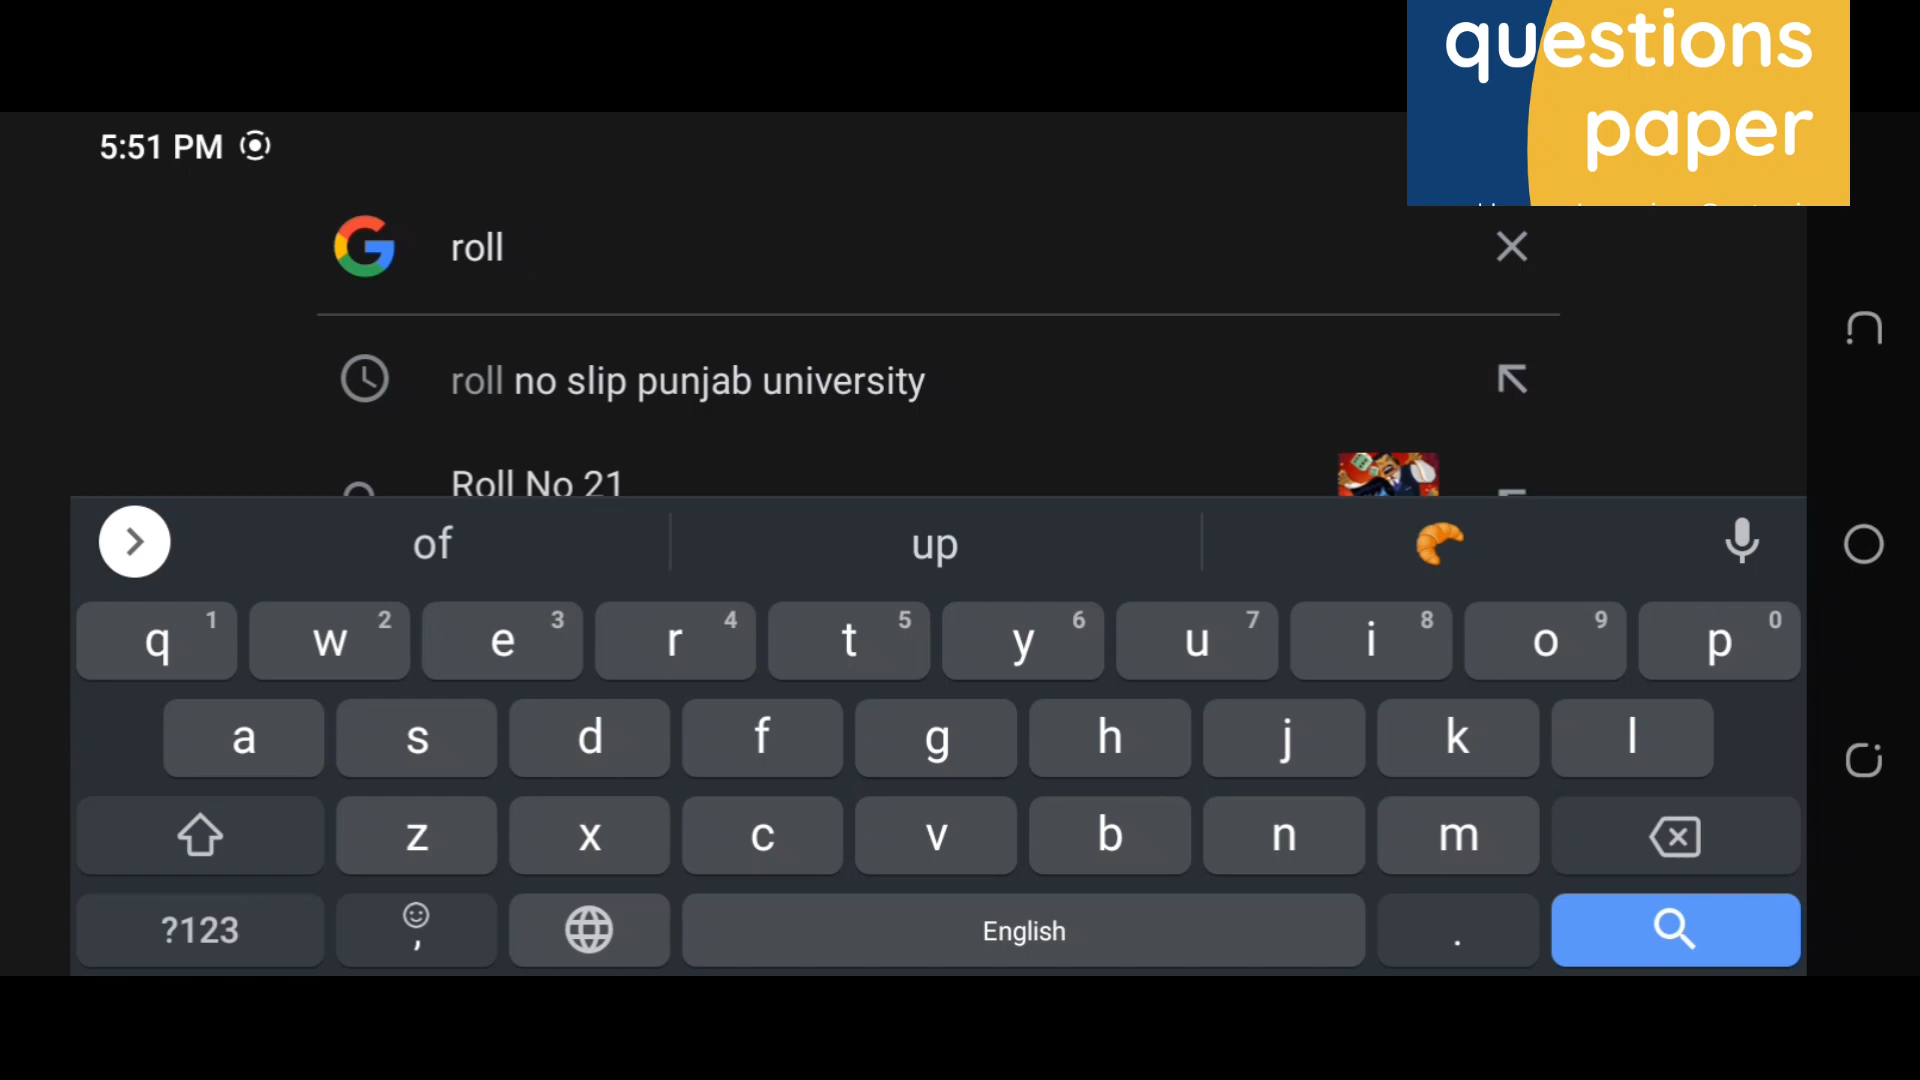 questions
paper
5:51 PM
roll
roll no slip punjab university
Roll No 21
of up
q 1 w 2 e 3 r 4 t 5 y 6 u 7 i 8 o 9 p 0
a s d f g h j k l
z x c v b n m
?123 , English .